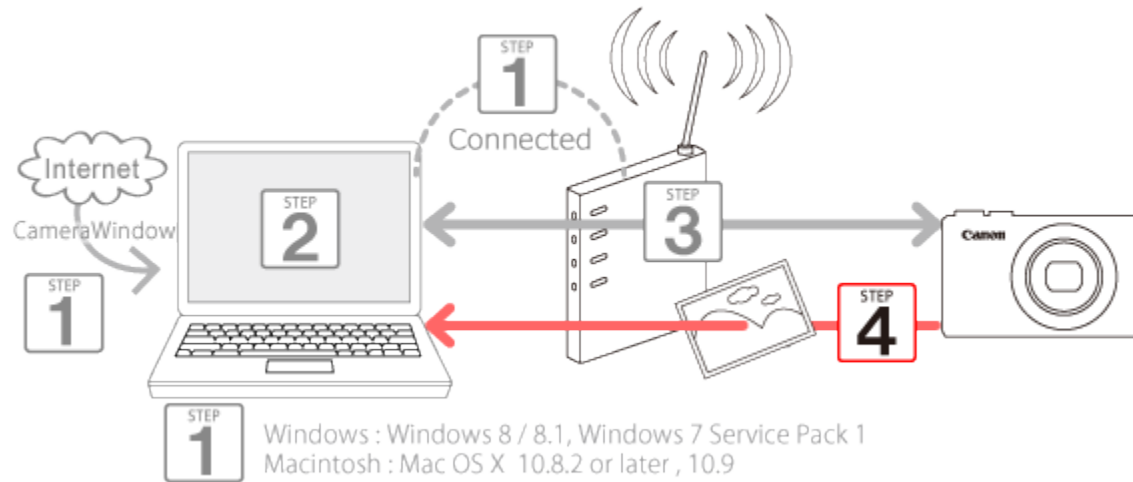 STEP
1
Connected
Internet
CameraWindow
STEP
1
STEP
2
STEP
3
Canon
STEP
4
STEP
1
Windows : Windows 8 / 8.1, Windows 7 Service Pack 1
Macintosh : Mac OS X 10.8.2 or later , 10.9